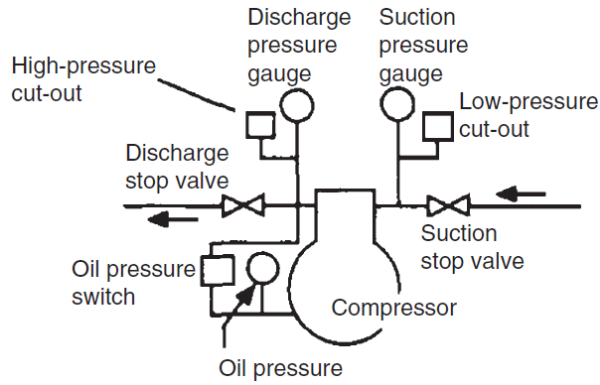 Discharge
pressure
gauge
Suction
pressure
gauge
High-pressure
cut-out
Low-pressure
cut-out
Discharge
stop valve
Suction
stop valve
Oil pressure
switch
Compressor
Oil pressure